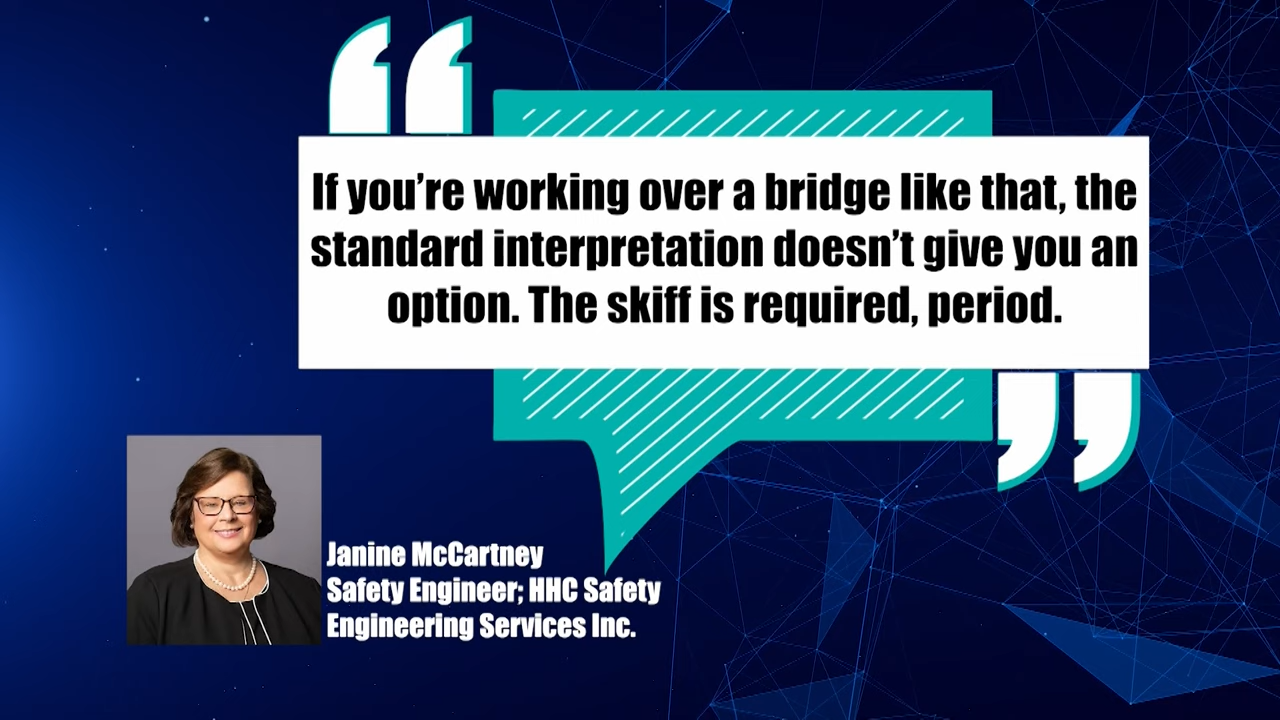 If you’re working over a bridge like that, the
standard interpretation doesn’t give you an
option. The skiff is required, period.
Janine McCartney
Safety Engineer; HHC Safety
Engineering Services Inc.